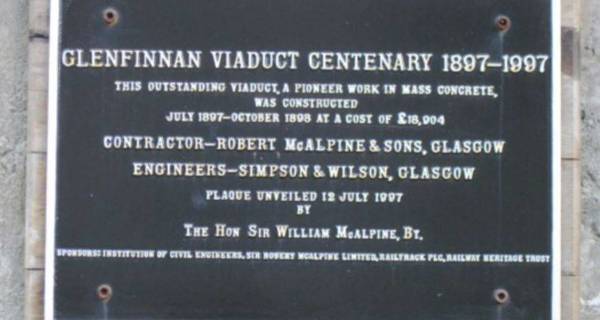 GLENFINNAN VIADUCT CENTENARY 1897–1997
THIS OUTSTANDING VIADUCT, A PIONEER WORK IN MASS CONCRETE,
WAS CONSTRUCTED
JULY 1897–OCTOBER 1898 AT A COST OF £18,904
CONTRACTOR–ROBERT McALPINE & SONS, GLASGOW
ENGINEERS–SIMPSON & WILSON, GLASGOW
PLAQUE UNVEILED 12 JULY 1997
BY
THE HON SIR WILLIAM McALPINE, BT.
SPONSORS: INSTITUTION OF CIVIL ENGINEERS, SIR ROBERT McALPINE LIMITED, RAILTRACK PLC, RAILWAY HERITAGE TRUST